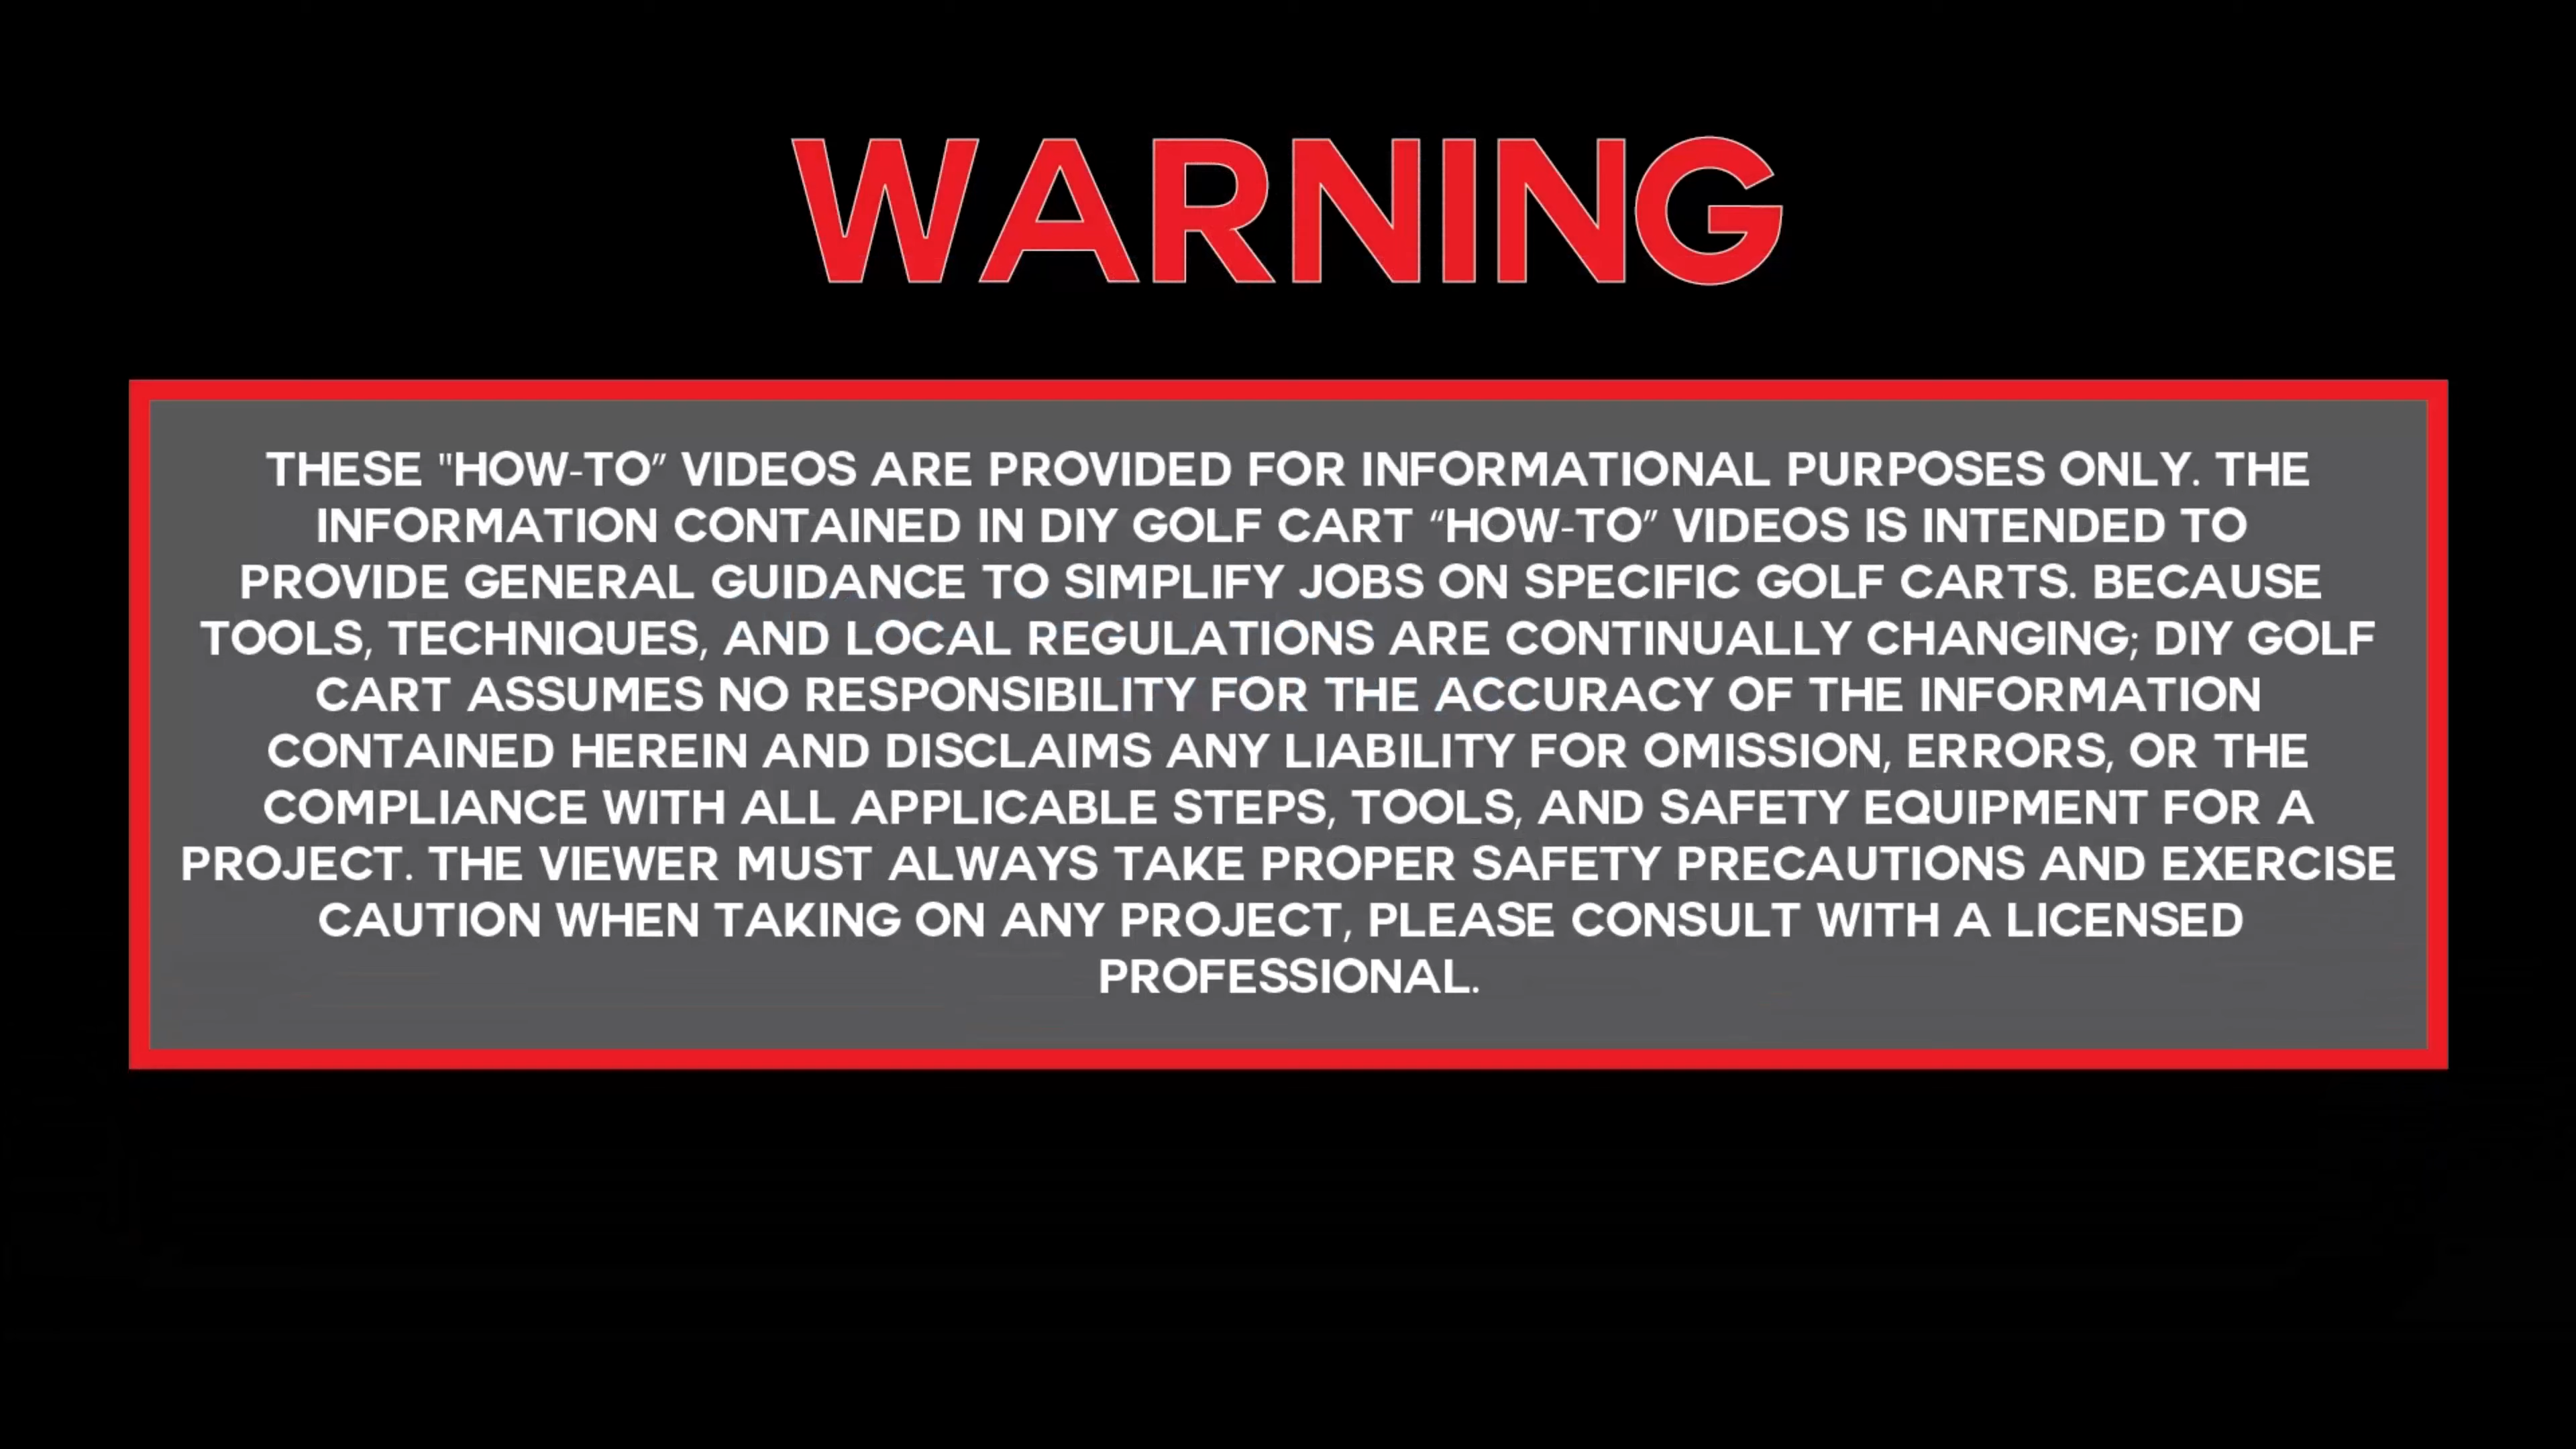 WARNING
THESE "HOW-TO” VIDEOS ARE PROVIDED FOR INFORMATIONAL PURPOSES ONLY. THE
INFORMATION CONTAINED IN DIY GOLF CART “HOW-TO” VIDEOS IS INTENDED TO
PROVIDE GENERAL GUIDANCE TO SIMPLIFY JOBS ON SPECIFIC GOLF CARTS. BECAUSE
TOOLS, TECHNIQUES, AND LOCAL REGULATIONS ARE CONTINUALLY CHANGING; DIY GOLF
CART ASSUMES NO RESPONSIBILITY FOR THE ACCURACY OF THE INFORMATION
CONTAINED HEREIN AND DISCLAIMS ANY LIABILITY FOR OMISSION, ERRORS, OR THE
COMPLIANCE WITH ALL APPLICABLE STEPS, TOOLS, AND SAFETY EQUIPMENT FOR A
PROJECT. THE VIEWER MUST ALWAYS TAKE PROPER SAFETY PRECAUTIONS AND EXERCISE
CAUTION WHEN TAKING ON ANY PROJECT, PLEASE CONSULT WITH A LICENSED
PROFESSIONAL.